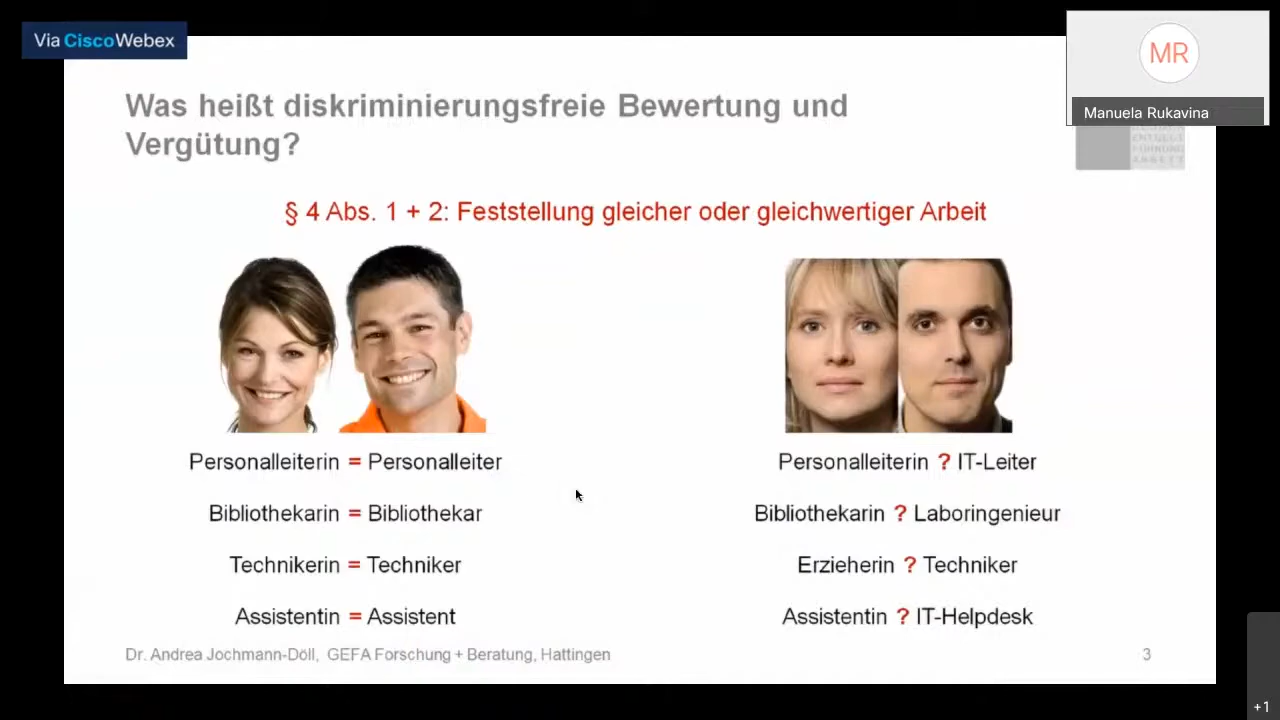 Via CiscoWebex
MR
Manuela Rukavina
Was heißt diskriminierungsfreie Bewertung und
Vergütung?
§ 4 Abs. 1 + 2: Feststellung gleicher oder gleichwertiger Arbeit
Personalleiterin = Personalleiter
Bibliothekarin = Bibliothekar
Technikerin = Techniker
Assistentin = Assistent
Personalleiterin ? IT-Leiter
Bibliothekarin ? Laboringenieur
Erzieherin ? Techniker
Assistentin ? IT-Helpdesk
Dr. Andrea Jochmann-Döll, GEFA Forschung + Beratung, Hattingen
3
+1